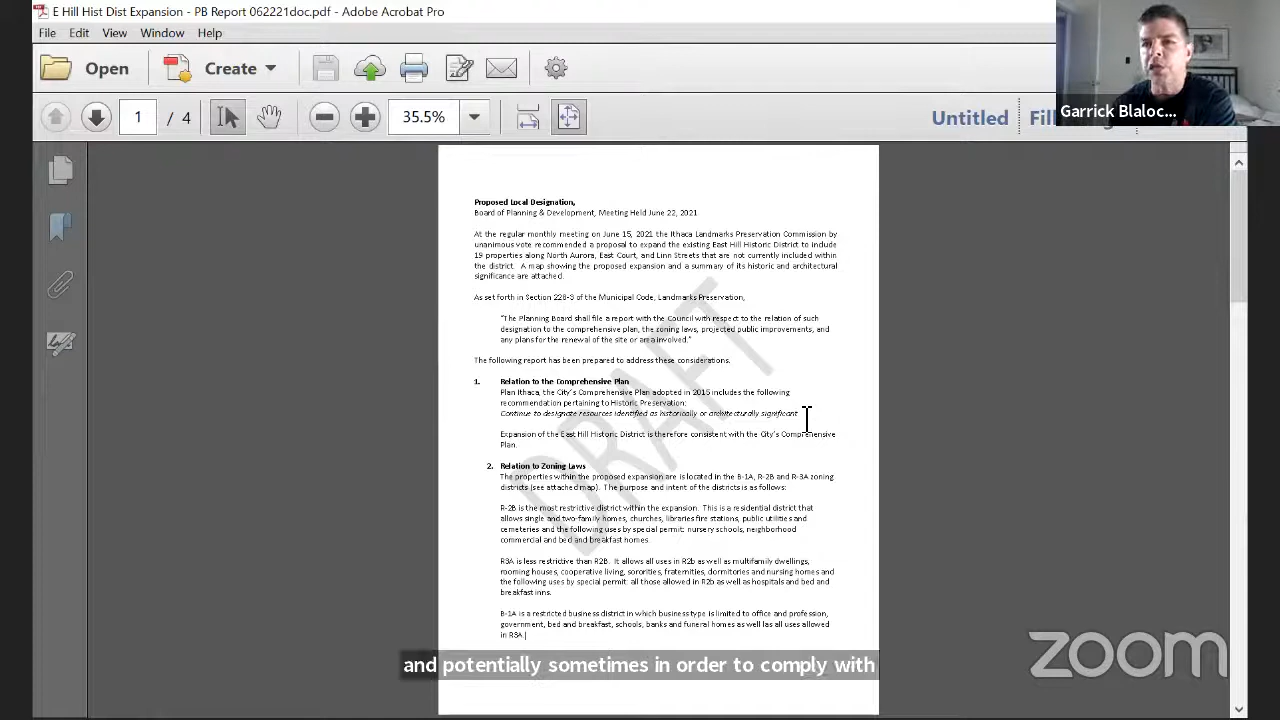 E Hill Hist Dist Expansion - PB Report 062221doc.pdf - Adobe Acrobat Pro
File Edit View Window Help
Open Create
1 / 4 35.5% Untitled Fill
Garrick Blaloc...
Proposed Local Designation,
Board of Planning & Development, Meeting Held June 22, 2021
At the regular monthly meeting on June 15, 2021 the Ithaca Landmarks Preservation Commission by
unanimous vote recommended a proposal to expand the existing East Hill Historic District to include
19 properties along North Aurora, East Court, and Linn Streets that are not currently included within
the district. A map showing the proposed expansion and a summary of its historic and architectural
significance are attached.
As set forth in Section 228-3 of the Municipal Code, Landmarks Preservation,
"The Planning Board shall file a report with the Council with respect to the relation of such
designation to the comprehensive plan, the zoning laws, projected public improvements, and
any plans for the renewal of the site or area involved."
The following report has been prepared to address these considerations.
1. Relation to the Comprehensive Plan
Plan Ithaca, the City's Comprehensive Plan adopted in 2015 includes the following
recommendation pertaining to Historic Preservation:
Continue to designate resources identified as historically or architecturally significant
Expansion of the East Hill Historic District is therefore consistent with the City's Comprehensive
Plan.
2. Relation to Zoning Laws
The properties within the proposed expansion are is located in the B-1A, R-2B and R-3A zoning
districts (see attached map). The purpose and intent of the districts is as follows:
R-2B is the most restrictive district within the expansion. This is a residential district that
allows single and two-family homes, churches, libraries fire stations, public utilities and
cemeteries and the following uses by special permit: nursery schools, neighborhood
commercial and bed and breakfast homes.
R3A is less restrictive than R2B. It allows all uses in R2b as well as multifamily dwellings,
rooming houses, cooperative living, sororities, fraternities, dormitories and nursing homes and
the following uses by special permit: all those allowed in R2b as well as hospitals and bed and
breakfast inns.
B-1A is a restricted business district in which business type is limited to office and profession,
government, bed and breakfast, schools, banks and funeral homes as well las all uses allowed
in R3A
DRAFT
and potentially sometimes in order to comply with
zoom